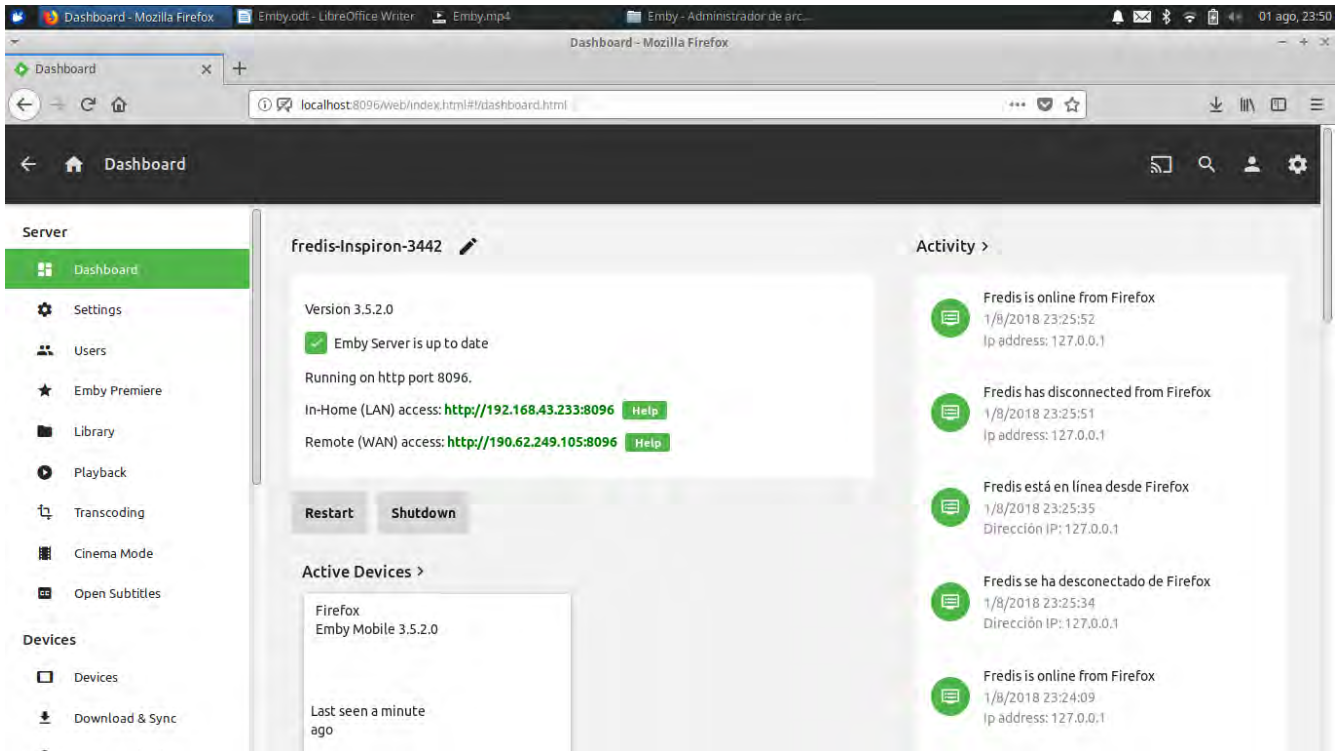 Dashboard - Mozilla Firefox
Emby.odt - LibreOffice Writer
Emby.mp4
Emby - Administrador de arc...
01 ago, 23:50
Dashboard - Mozilla Firefox
Dashboard
localhost:8096/web/index.html#!/dashboard.html
Dashboard
Server
Dashboard
Settings
Users
Emby Premiere
Library
Playback
Transcoding
Cinema Mode
Open Subtitles
Devices
Devices
Download & Sync
fredis-Inspiron-3442
Version 3.5.2.0
Emby Server is up to date
Running on http port 8096.
In-Home (LAN) access: http://192.168.43.233:8096 Help
Remote (WAN) access: http://190.62.249.105:8096 Help
Restart
Shutdown
Active Devices >
Firefox
Emby Mobile 3.5.2.0
Last seen a minute
ago
Activity >
Fredis is online from Firefox
1/8/2018 23:25:52
Ip address: 127.0.0.1
Fredis has disconnected from Firefox
1/8/2018 23:25:51
Ip address: 127.0.0.1
Fredis está en línea desde Firefox
1/8/2018 23:25:35
Dirección IP: 127.0.0.1
Fredis se ha desconectado de Firefox
1/8/2018 23:25:34
Dirección IP: 127.0.0.1
Fredis is online from Firefox
1/8/2018 23:24:09
Ip address: 127.0.0.1